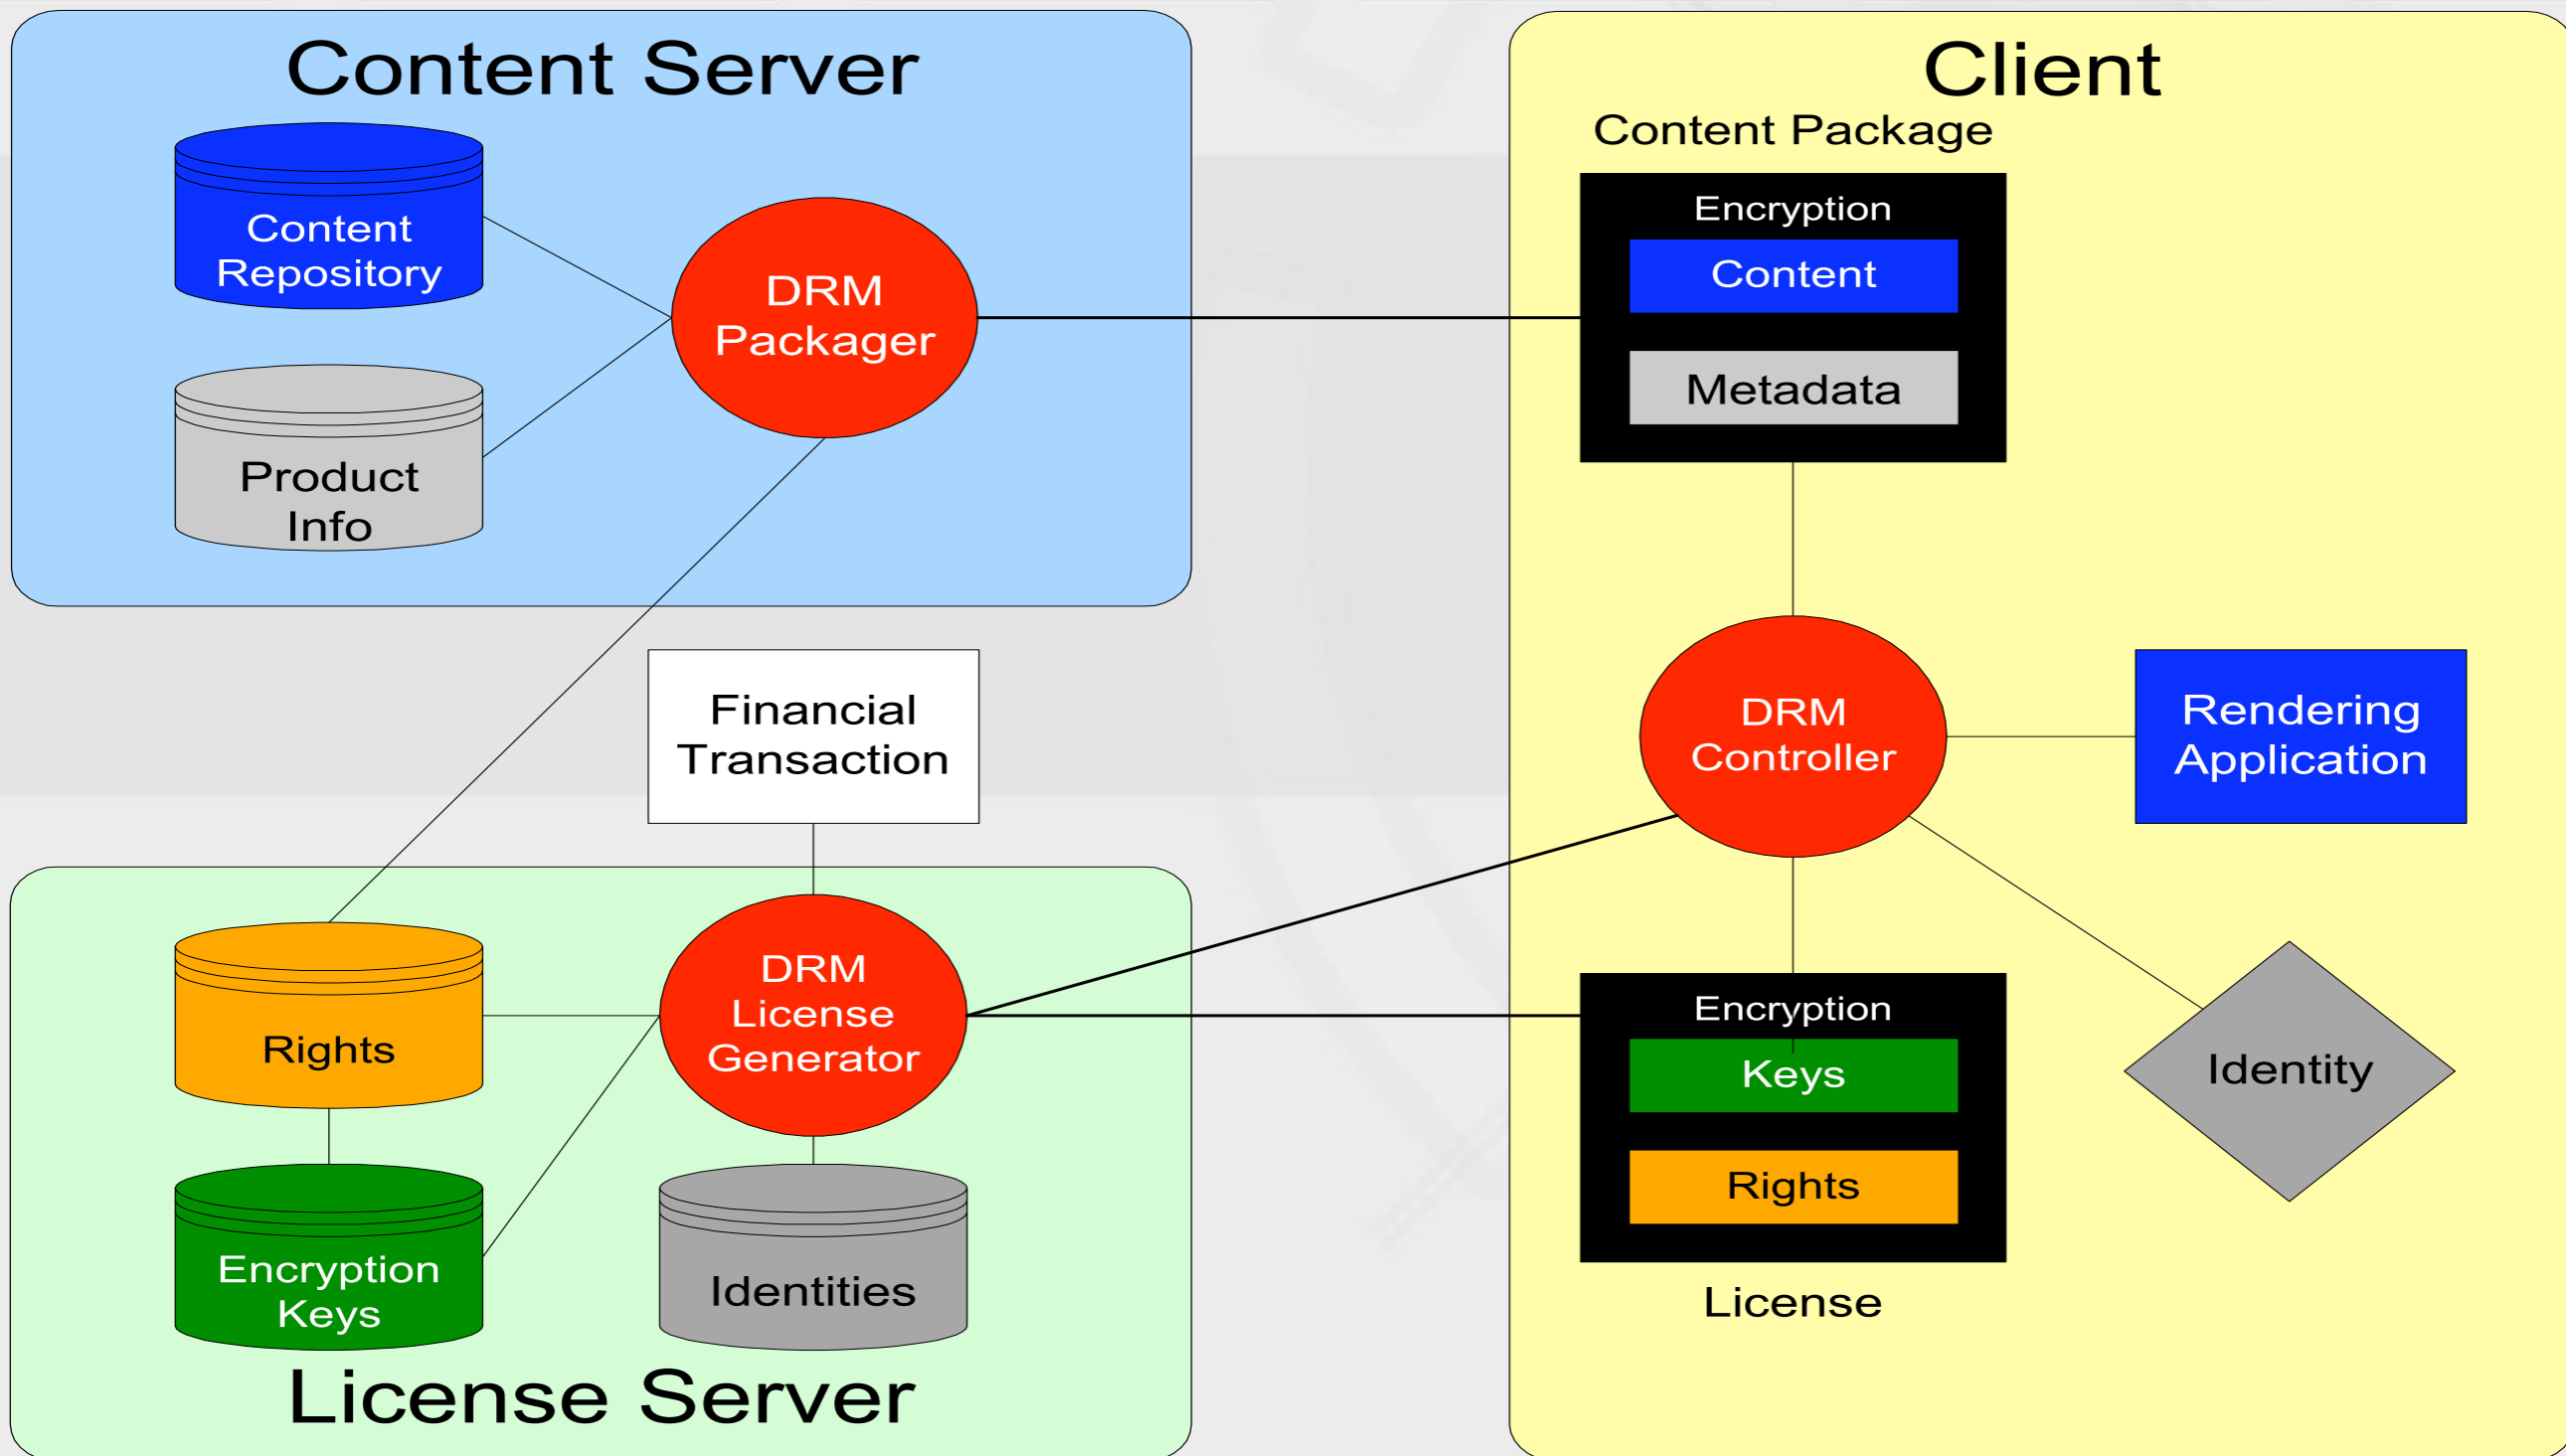 Content Server
Content
Repository
DRM
Packager
Product
Info
Client
Content Package
Encryption
Content
Metadata
Financial
Transaction
DRM
Controller
Rendering
Application
Rights
DRM
License
Generator
Encryption
Keys
Identities
License Server
Encryption
Keys
Rights
License
Identity